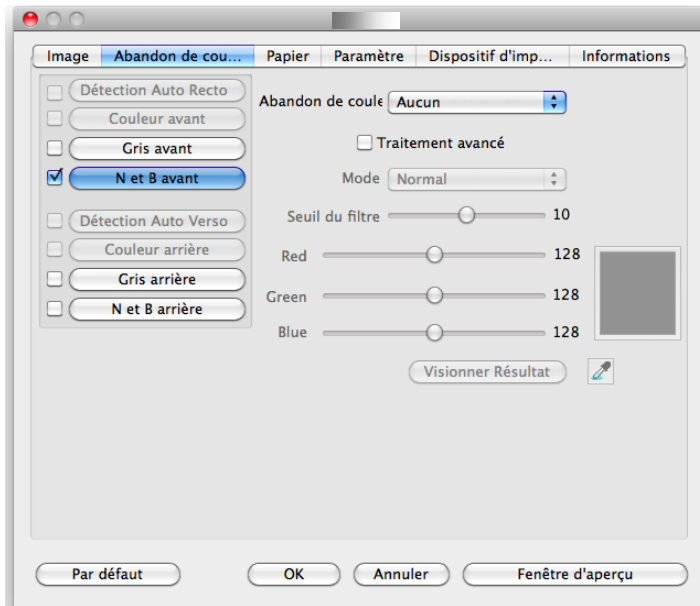 Image Abandon de cou... Papier Paramètre Dispositif d'imp... Informations
Détection Auto Recto
Couleur avant
Gris avant
N et B avant
Détection Auto Verso
Couleur arrière
Gris arrière
N et B arrière
Abandon de coule Aucun
Traitement avancé
Mode Normal
Seuil du filtre 10
Red 128
Green 128
Blue 128
Visionner Résultat
Par défaut OK Annuler Fenêtre d'aperçu